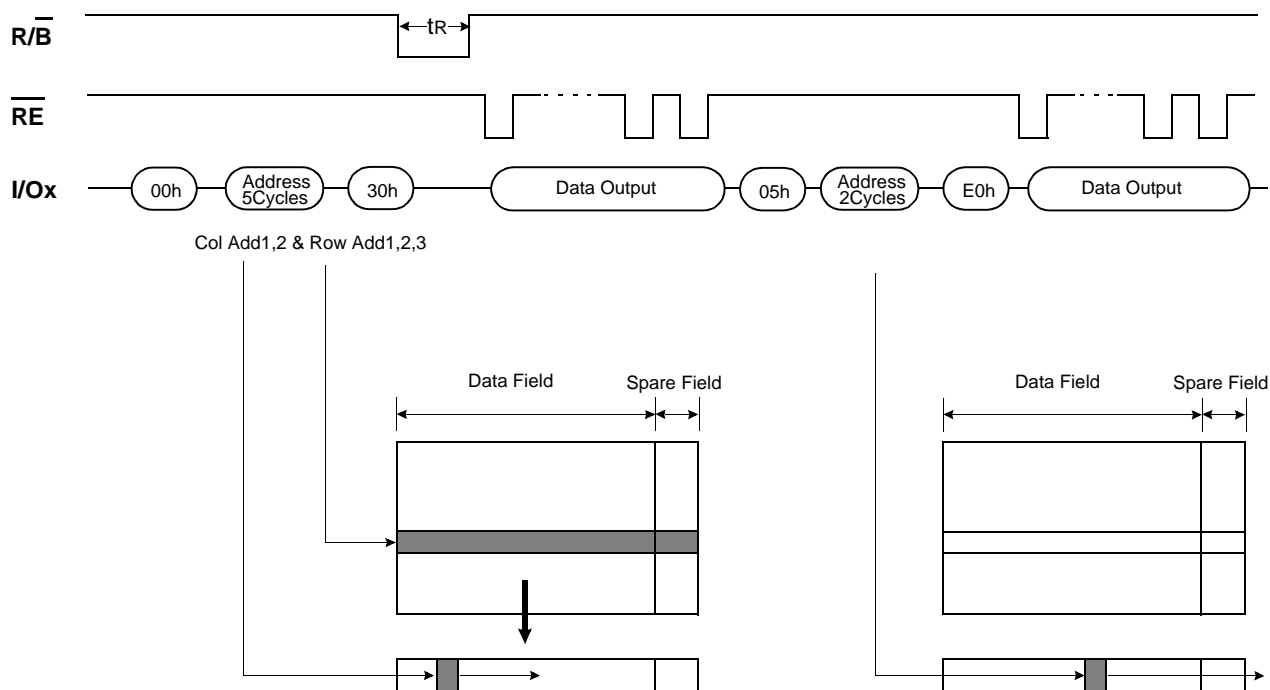 R/B
tR
RE
I/Ox
00h
Address
5Cycles
30h
Data Output
05h
Address
2Cycles
E0h
Data Output
Col Add1,2 & Row Add1,2,3
Data Field
Spare Field
Data Field
Spare Field